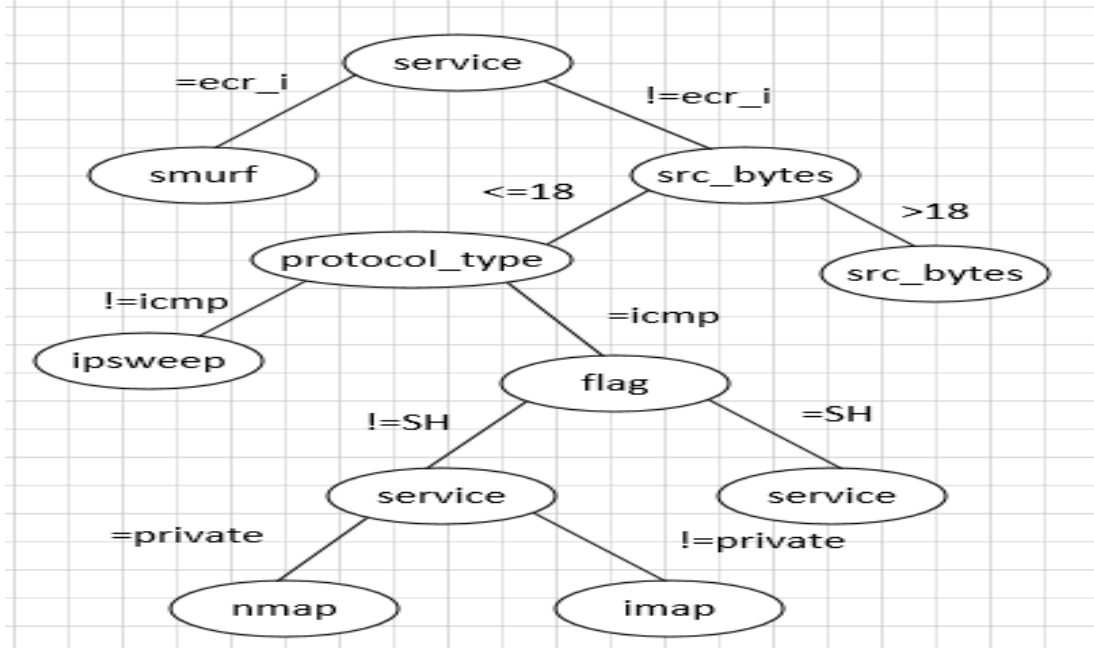 service
=ecr_i
!=ecr_i
smurf
src_bytes
<=18
>18
protocol_type
src_bytes
!=icmp
=icmp
ipsweep
flag
!=SH
=SH
service
service
=private
!=private
nmap
imap